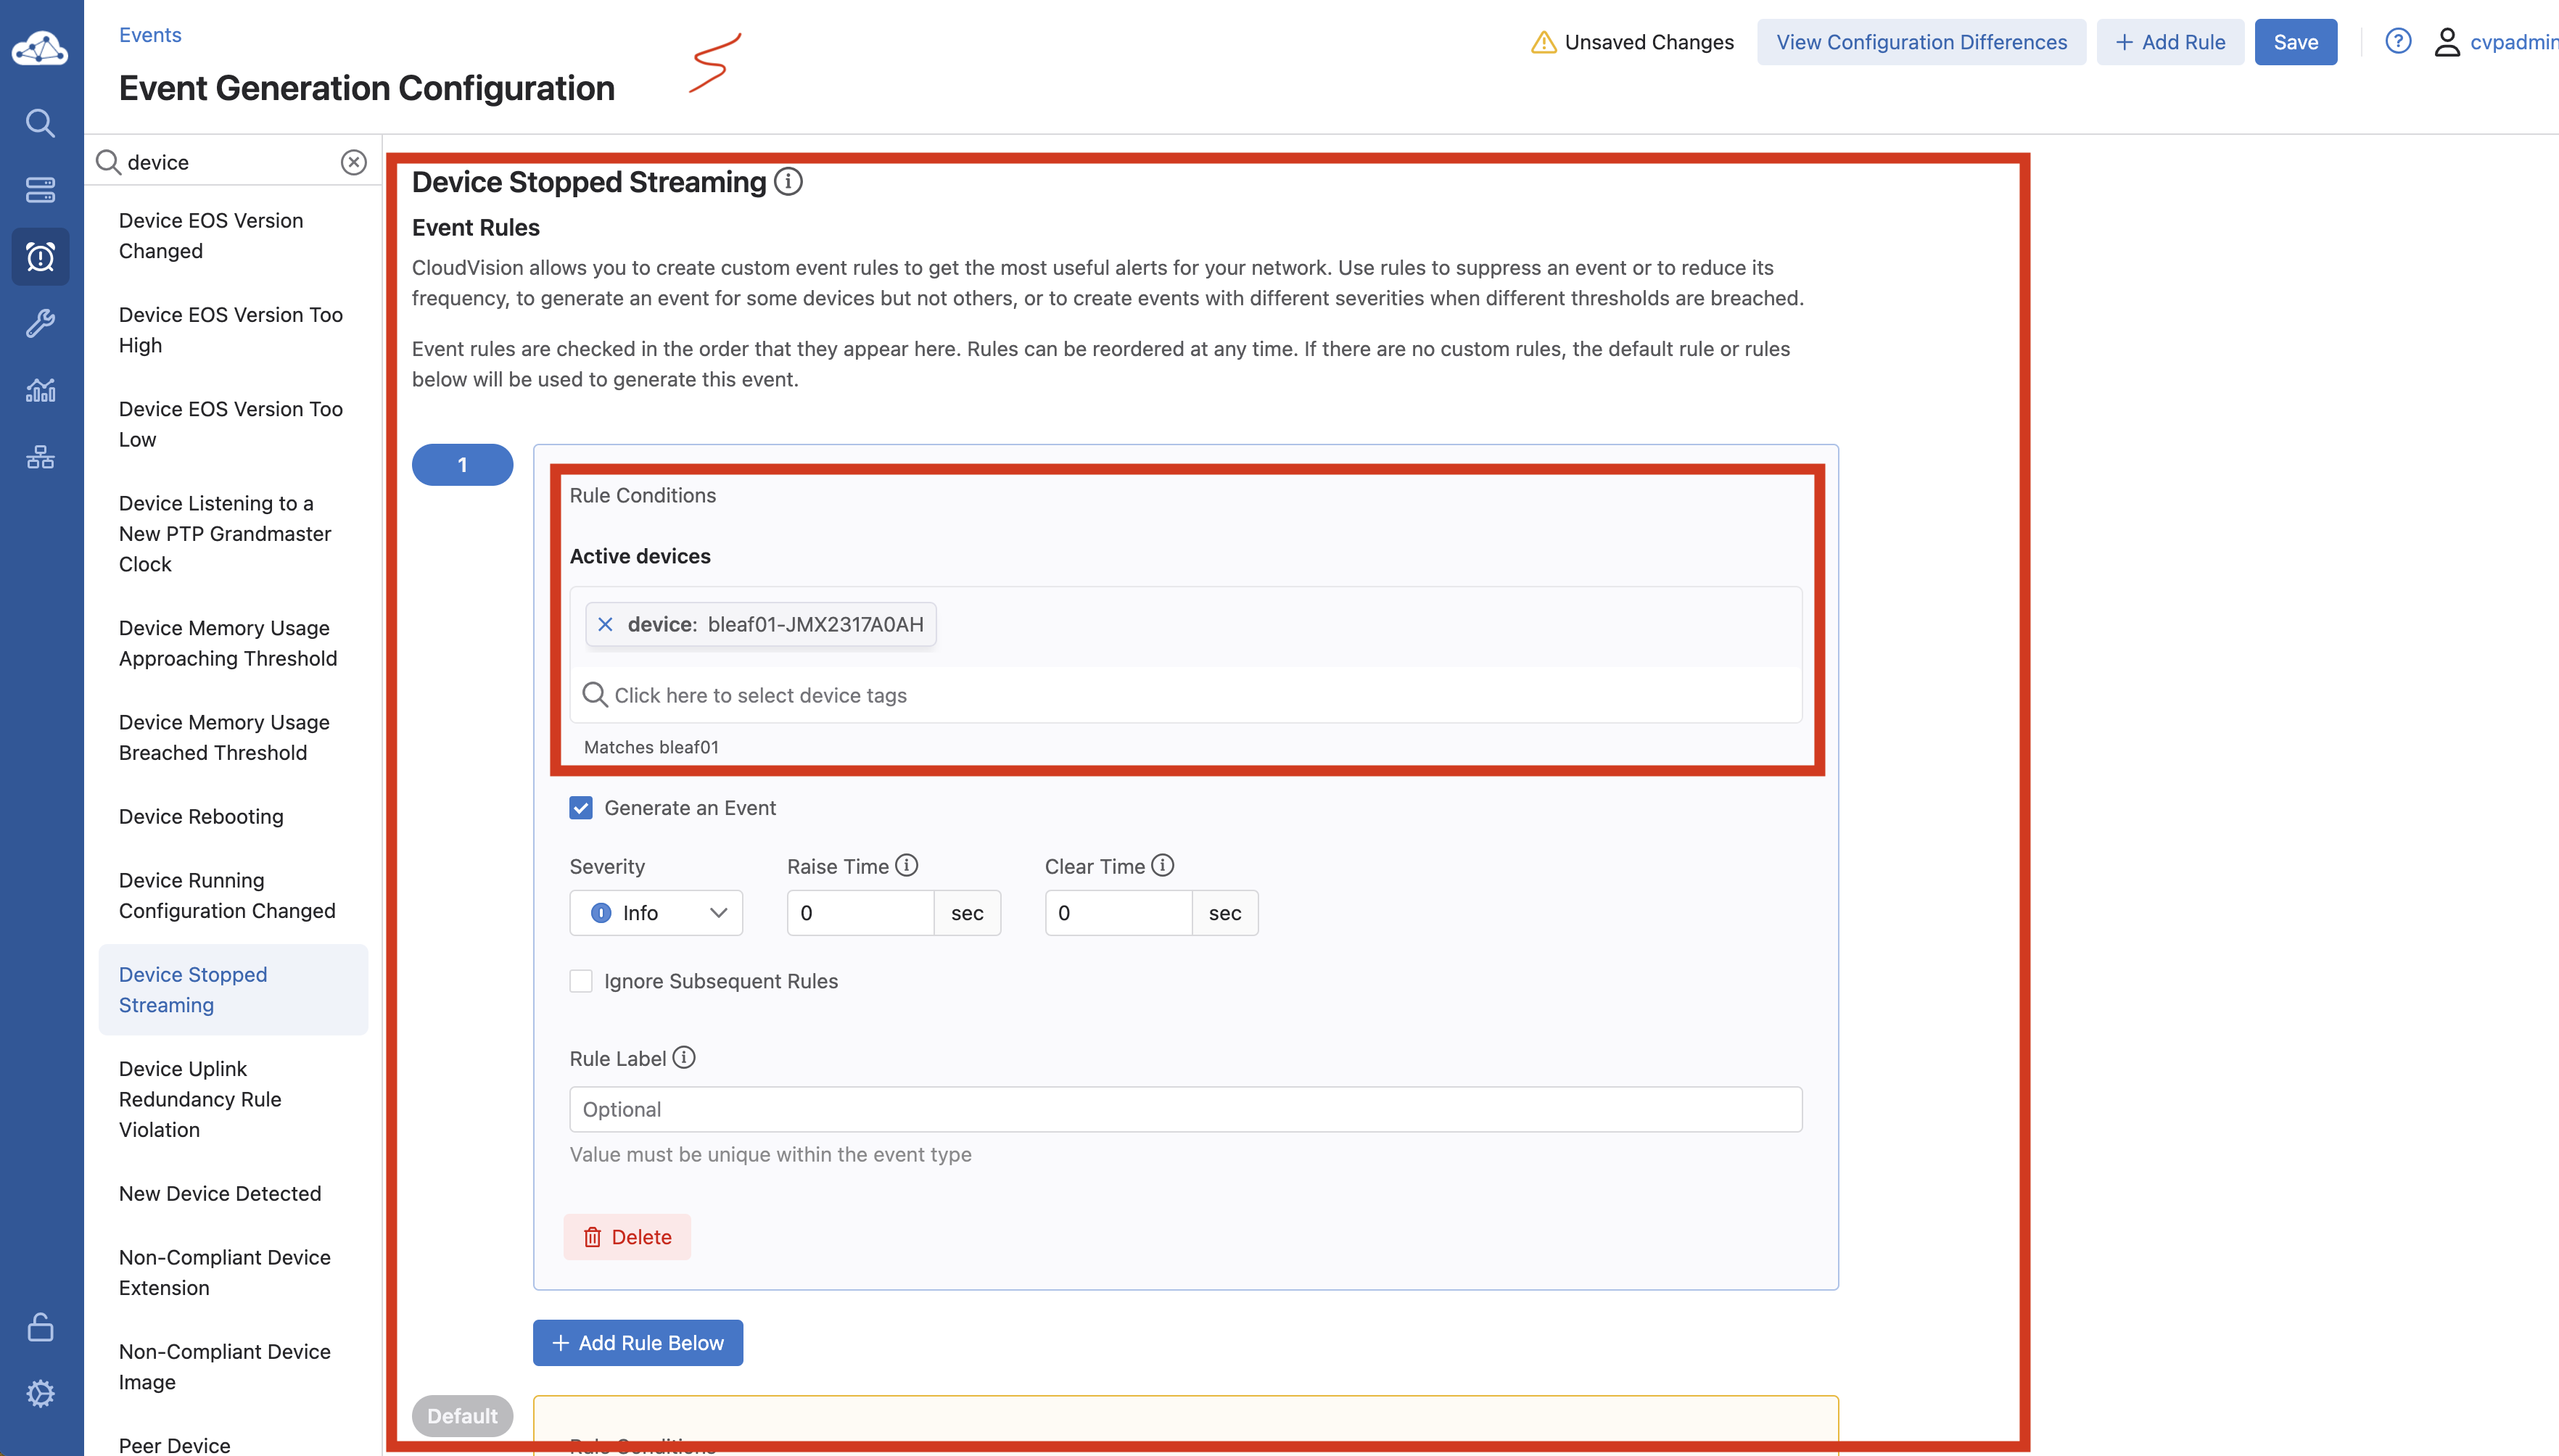 Events
Event Generation Configuration
Unsaved Changes
View Configuration Differences
+ Add Rule
Save
cvpadmin
device
Device EOS Version
Changed
Device EOS Version Too
High
Device EOS Version Too
Low
Device Listening to a
New PTP Grandmaster
Clock
Device Memory Usage
Approaching Threshold
Device Memory Usage
Breached Threshold
Device Rebooting
Device Running
Configuration Changed
Device Stopped
Streaming
Device Uplink
Redundancy Rule
Violation
New Device Detected
Non-Compliant Device
Extension
Non-Compliant Device
Image
Peer Device
Device Stopped Streaming
Event Rules
CloudVision allows you to create custom event rules to get the most useful alerts for your network. Use rules to suppress an event or to reduce its
frequency, to generate an event for some devices but not others, or to create events with different severities when different thresholds are breached.
Event rules are checked in the order that they appear here. Rules can be reordered at any time. If there are no custom rules, the default rule or rules
below will be used to generate this event.
1
Rule Conditions
Active devices
device: bleaf01-JMX2317A0AH
Click here to select device tags
Matches bleaf01
Generate an Event
Severity
Raise Time
Clear Time
Info
0 sec
0 sec
Ignore Subsequent Rules
Rule Label
Optional
Value must be unique within the event type
Delete
+ Add Rule Below
Default
Rule Conditions